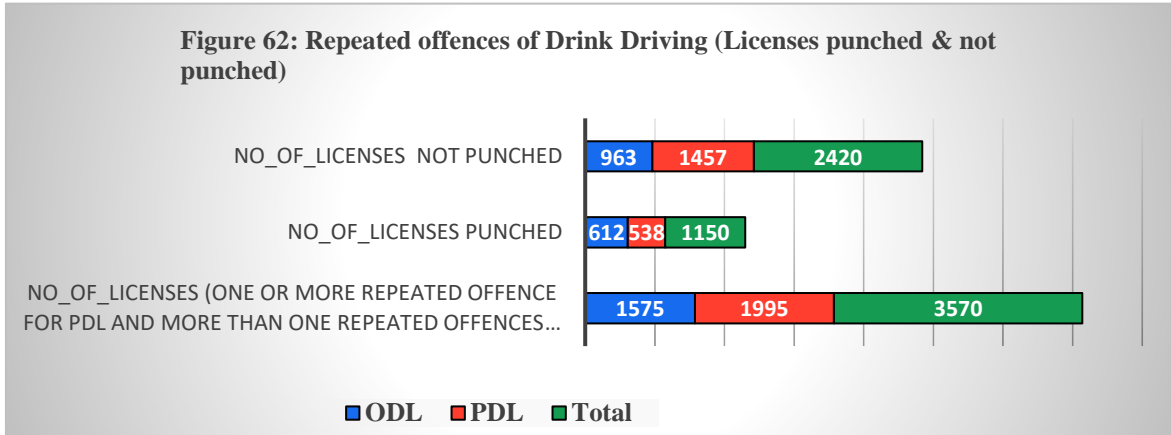 Figure 62: Repeated offences of Drink Driving (Licenses punched & not
punched)
NO_OF_LICENSES NOT PUNCHED
963 1457 2420
NO_OF_LICENSES PUNCHED
612 538 1150
NO_OF_LICENSES (ONE OR MORE REPEATED OFFENCE
FOR PDL AND MORE THAN ONE REPEATED OFFENCES…
1575 1995 3570
ODL PDL Total